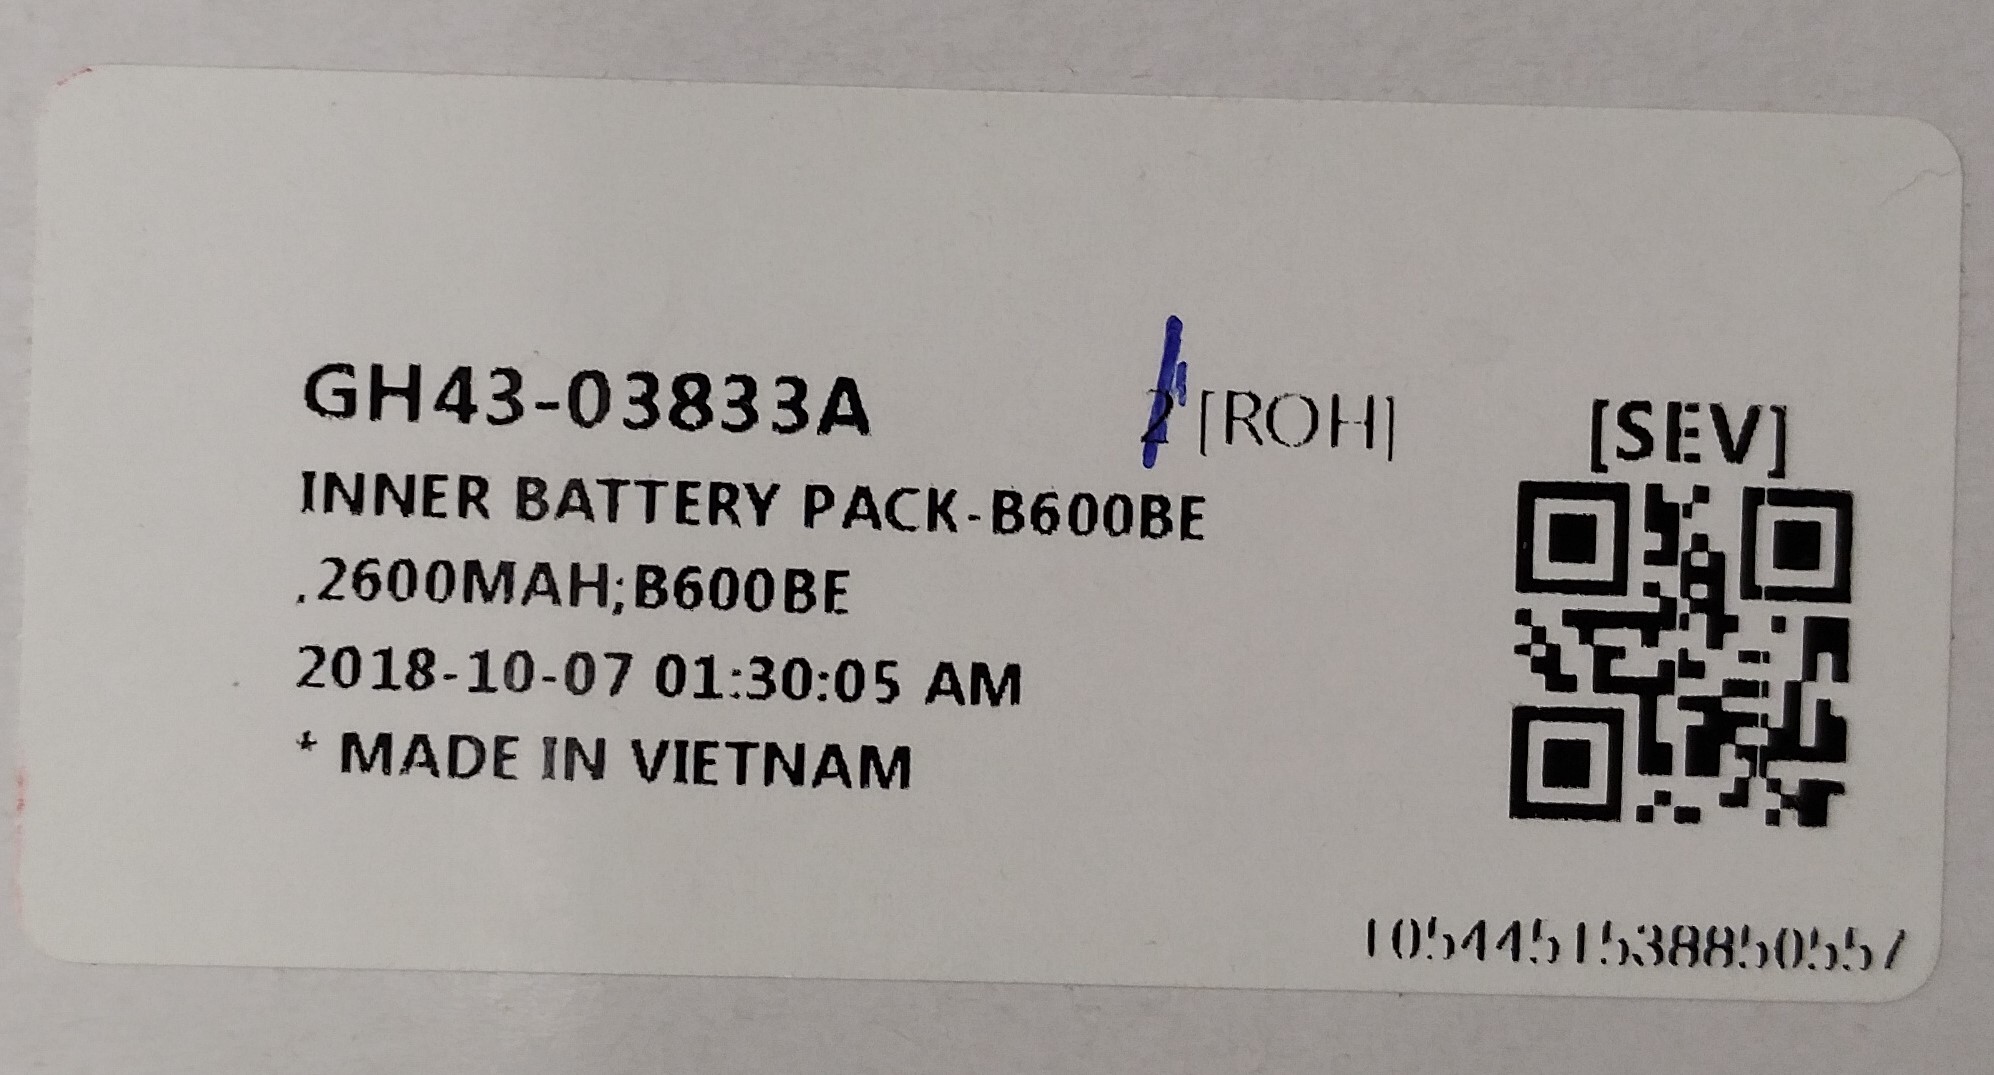 GH43-03833A 2 [ROH] [SEV]
INNER BATTERY PACK-B600BE
,2600MAH;B600BE
2018-10-07 01:30:05 AM
* MADE IN VIETNAM